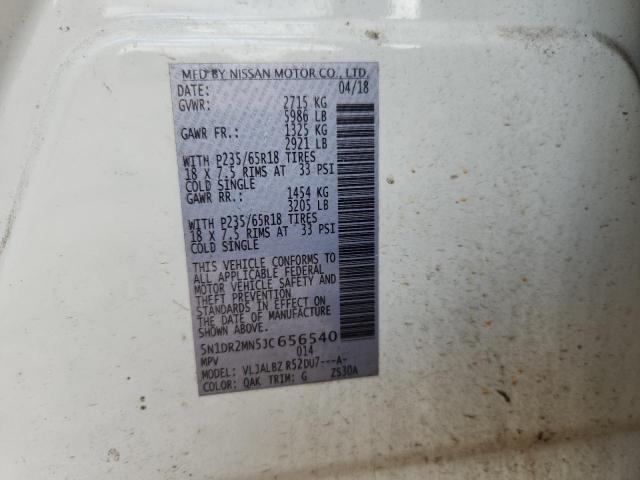 MFD BY NISSAN MOTOR CO., LTD.
DATE: 04/18
GVWR: 2715 KG
5986 LB
GAWR FR.: 1325 KG
2921 LB
WITH P235/65R18 TIRES
18 X 7.5 RIMS AT 33 PSI
COLD SINGLE
GAWR RR.: 1454 KG
3205 LB
WITH P235/65R18 TIRES
18 X 7.5 RIMS AT 33 PSI
COLD SINGLE
THIS VEHICLE CONFORMS TO
ALL APPLICABLE FEDERAL
MOTOR VEHICLE SAFETY AND
THEFT PREVENTION
STANDARDS IN EFFECT ON
THE DATE OF MANUFACTURE
5N1DR2MN5JC656540
MPV 014
MODEL: VLJALBZ R52DU7---A-
COLOR: QAK TRIM: G ZS30A